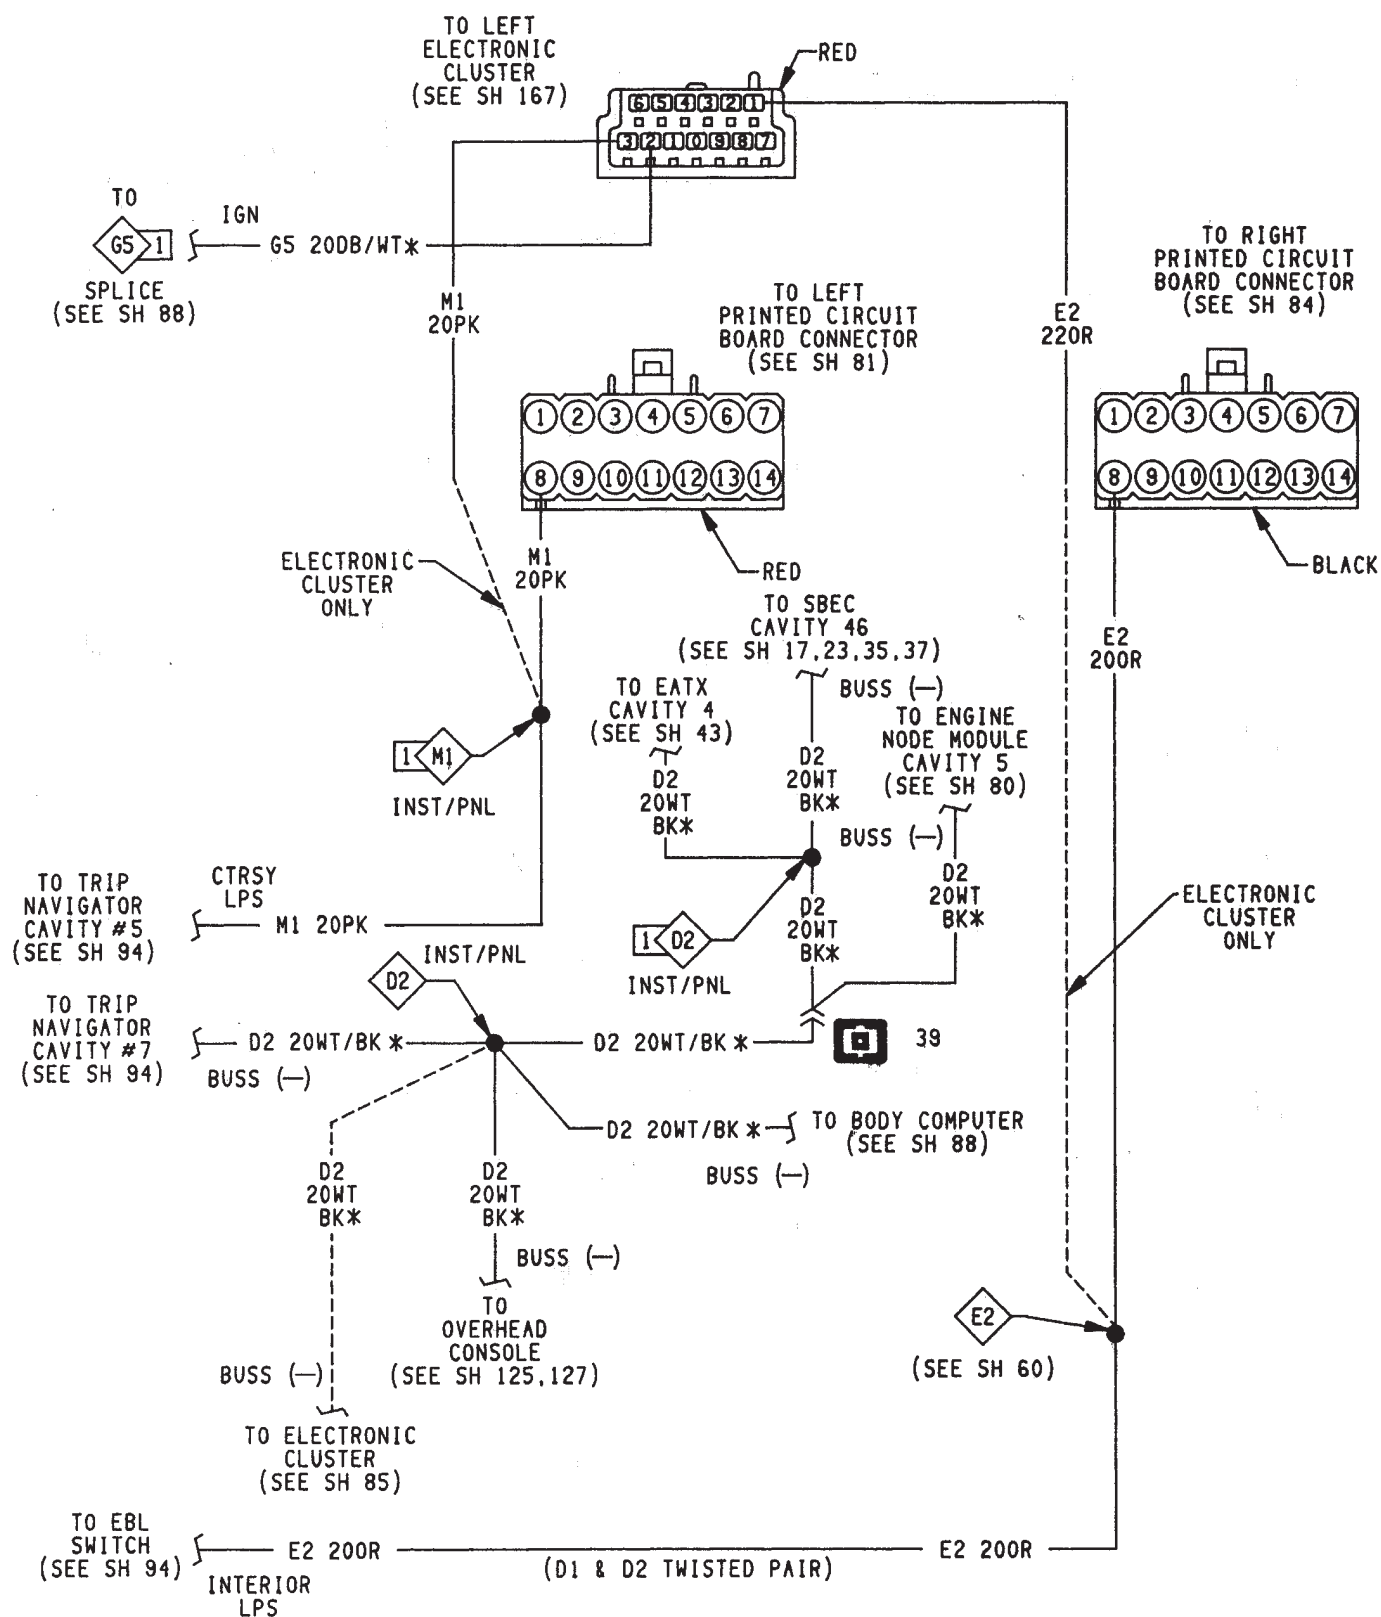 TO LEFT
ELECTRONIC
CLUSTER
(SEE SH 167)
RED
6 5 4 3 2 1
3 2 1 0 9 8 7
TO
G5 1
SPLICE
(SEE SH 88)
IGN
G5 20DB/WT*
M1
20PK
TO LEFT
PRINTED CIRCUIT
BOARD CONNECTOR
(SEE SH 81)
E2
22OR
TO RIGHT
PRINTED CIRCUIT
BOARD CONNECTOR
(SEE SH 84)
1 2 3 4 5 6 7
8 9 10 11 12 13 14
RED
1 2 3 4 5 6 7
8 9 10 11 12 13 14
BLACK
ELECTRONIC
CLUSTER
ONLY
M1
20PK
E2
20OR
TO SBEC
CAVITY 46
(SEE SH 17,23,35,37)
BUSS (—)
TO EATX
CAVITY 4
(SEE SH 43)
TO ENGINE
NODE MODULE
CAVITY 5
(SEE SH 80)
1 M1
INST/PNL
D2
20WT
BK*
D2
20WT
BK*
BUSS (—)
D2
20WT
BK*
D2
20WT
BK*
1 D2
INST/PNL
ELECTRONIC
CLUSTER
ONLY
TO TRIP
NAVIGATOR
CAVITY #5
(SEE SH 94)
CTRSY
LPS
M1 20PK
INST/PNL
D2
TO TRIP
NAVIGATOR
CAVITY #7
(SEE SH 94)
D2 20WT/BK *
BUSS (—)
D2 20WT/BK *
39
D2 20WT/BK *
TO BODY COMPUTER
(SEE SH 88)
BUSS (—)
D2
20WT
BK*
D2
20WT
BK*
BUSS (—)
TO
OVERHEAD
CONSOLE
(SEE SH 125,127)
E2
(SEE SH 60)
BUSS (—)
TO ELECTRONIC
CLUSTER
(SEE SH 85)
TO EBL
SWITCH
(SEE SH 94)
E2 20OR
INTERIOR
LPS
(D1 & D2 TWISTED PAIR)
E2 20OR